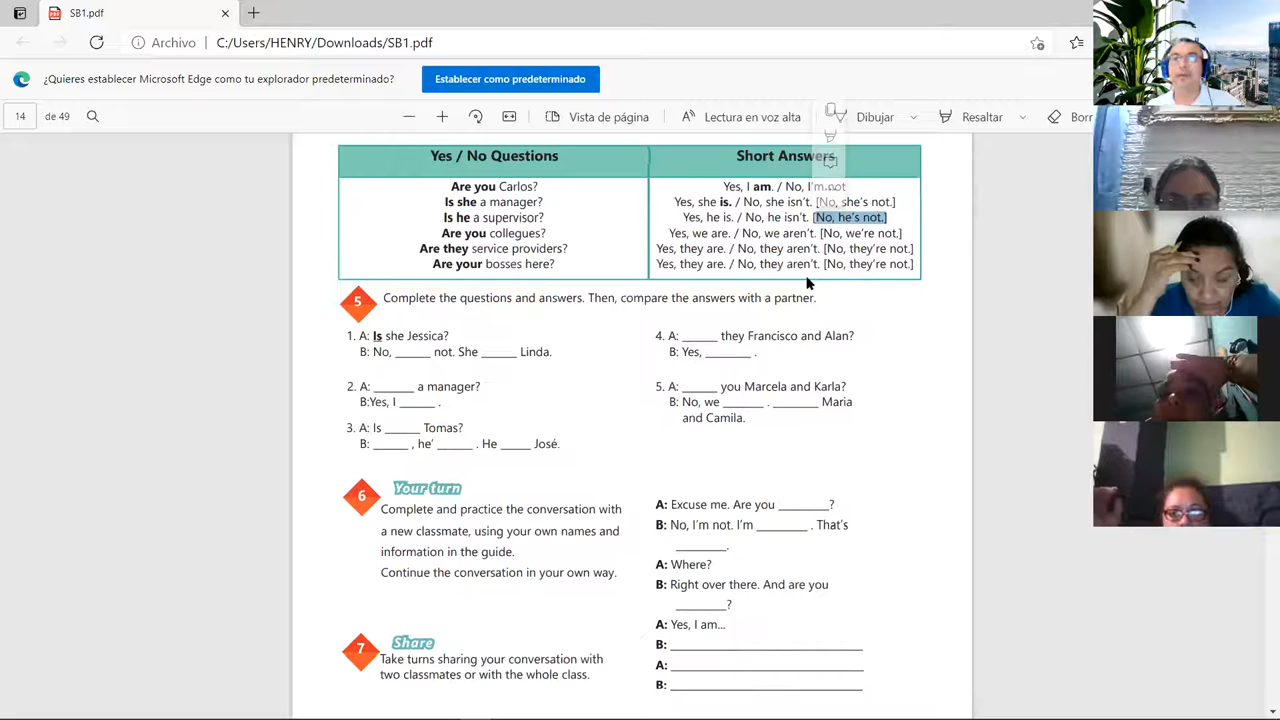 SB1.pdf
Archivo C:/Users/HENRY/Downloads/SB1.pdf
¿Quieres establecer Microsoft Edge como tu explorador predeterminado? Establecer como predeterminado
14 de 49 Vista de página Lectura en voz alta Dibujar Resaltar Borr
Yes / No Questions Short Answers
Are you Carlos? Yes, I am. / No, I'm not
Is she a manager? Yes, she is. / No, she isn't. [No, she's not.]
Is he a supervisor? Yes, he is. / No, he isn't. [No, he's not.]
Are you collegues? Yes, we are. / No, we aren't. [No, we're not.]
Are they service providers? Yes, they are. / No, they aren't. [No, they're not.]
Are your bosses here? Yes, they are. / No, they aren't. [No, they're not.]
5 Complete the questions and answers. Then, compare the answers with a partner.
1. A: Is she Jessica?
B: No, ______ not. She ______ Linda.
2. A: _______ a manager?
B:Yes, I ______ .
3. A: Is ______ Tomas?
B: ______ , he' ______ . He _____ José.
4. A: ______ they Francisco and Alan?
B: Yes, ________ .
5. A: ______ you Marcela and Karla?
B: No, we _______ . ________ Maria
and Camila.
6 Your turn
Complete and practice the conversation with
a new classmate, using your own names and
information in the guide.
Continue the conversation in your own way.
7 Share
Take turns sharing your conversation with
two classmates or with the whole class.
A: Excuse me. Are you _________?
B: No, I'm not. I'm _________ . That's
_________.
A: Where?
B: Right over there. And are you
_________?
A: Yes, I am...
B: __________________________________
A: __________________________________
B: __________________________________